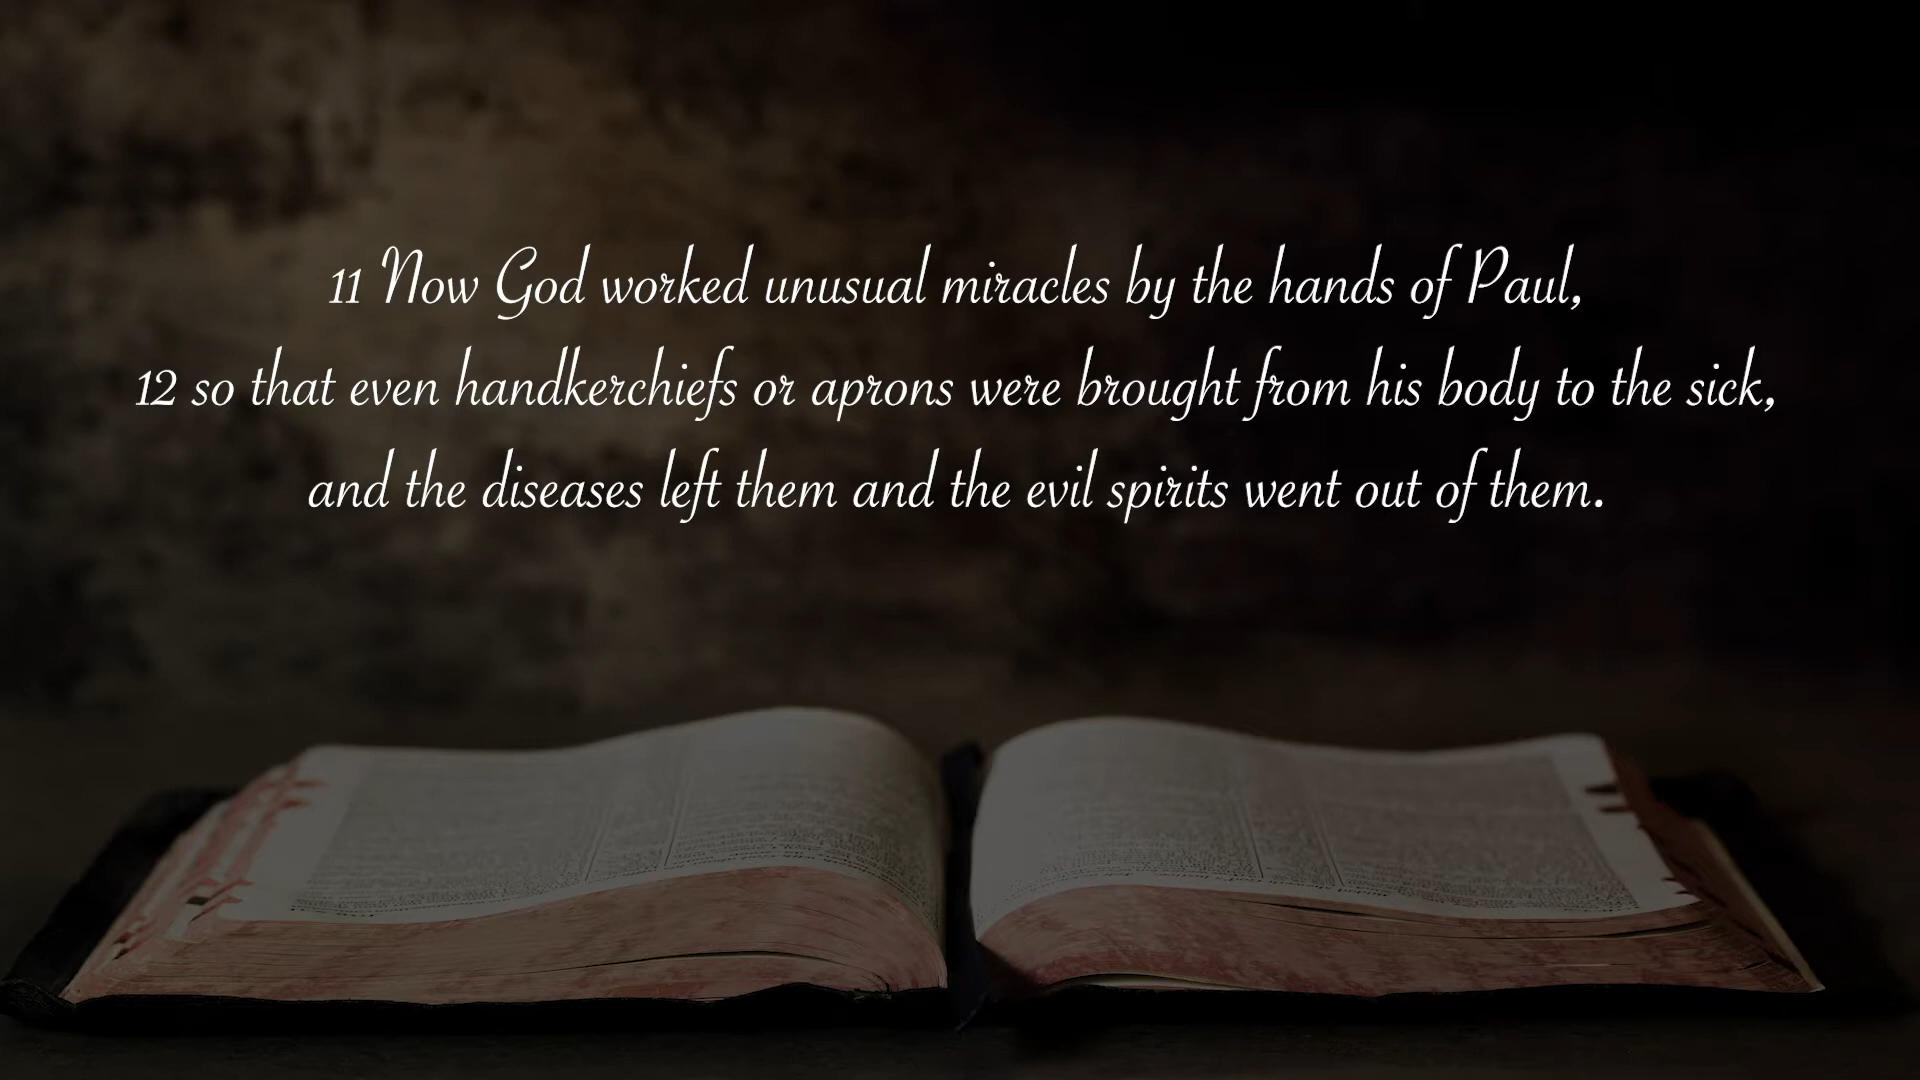 11 Now God worked unusual miracles by the hands of Paul,
12 so that even handkerchiefs or aprons were brought from his body to the sick,
and the diseases left them and the evil spirits went out of them.